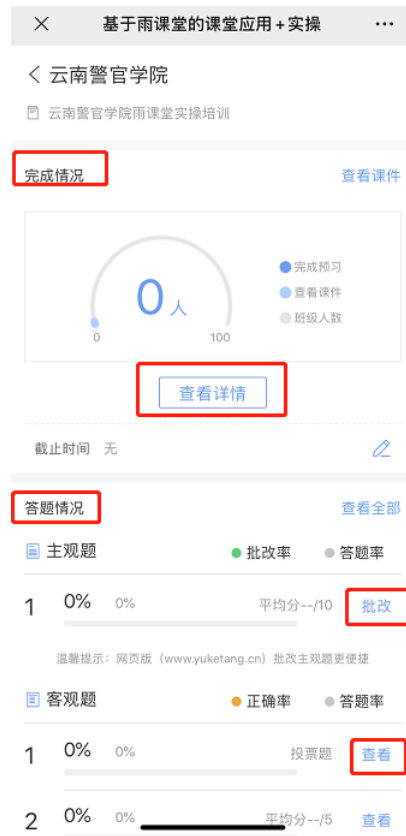 基于雨课堂的课堂应用+实操
云南警官学院
云南警官学院雨课堂实操培训
完成情况 查看课件
0人
0 100
完成预习
查看课件
班级人数
查看详情
截止时间 无
答题情况 查看全部
主观题 批改率 答题率
1 0% 0% 平均分--/10 批改
温馨提示：网页版（www.yuketang.cn）批改主观题更便捷
客观题 正确率 答题率
1 0% 0% 投票题 查看
2 0% 0% 平均分--/5 查看